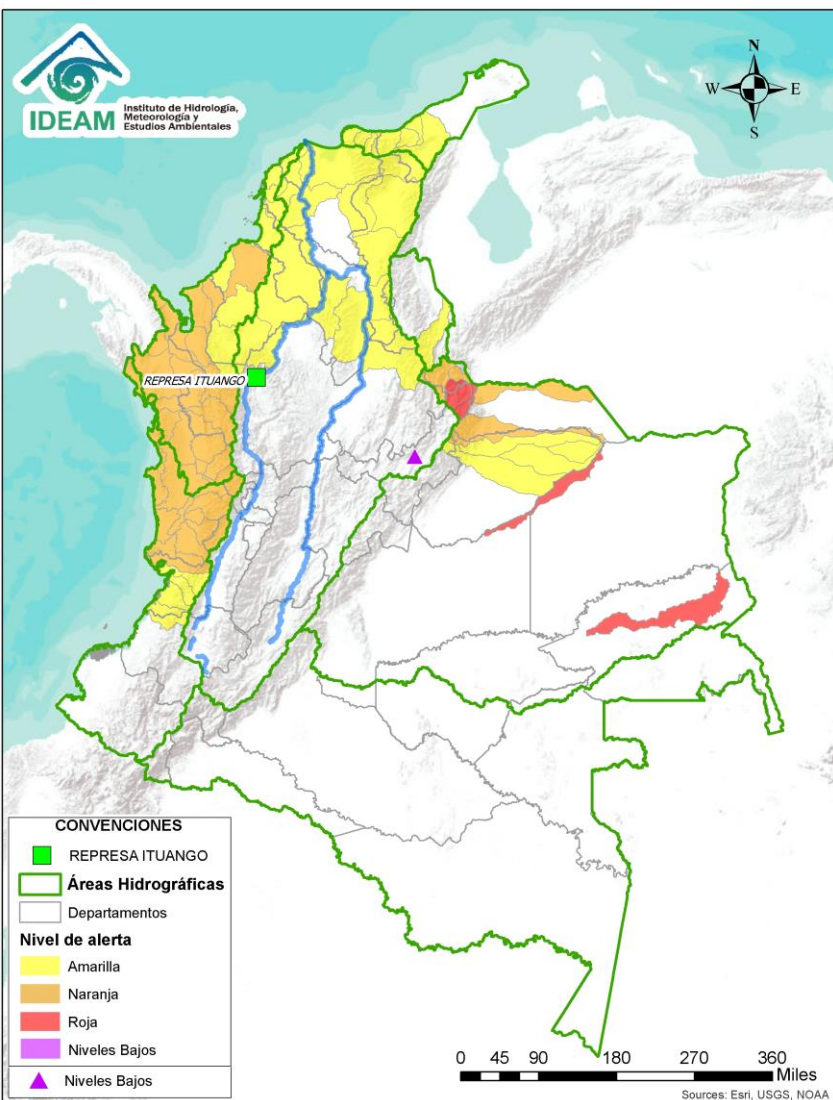 IDEAM
Instituto de Hidrología,
Meteorología y
Estudios Ambientales
N
W
E
S
REPRESA ITUANGO
CONVENCIONES
REPRESA ITUANGO
Áreas Hidrográficas
Departamentos
Nivel de alerta
Amarilla
Naranja
Roja
Niveles Bajos
Niveles Bajos
0 45 90 180 270 360
Miles
Sources: Esri, USGS, NOAA